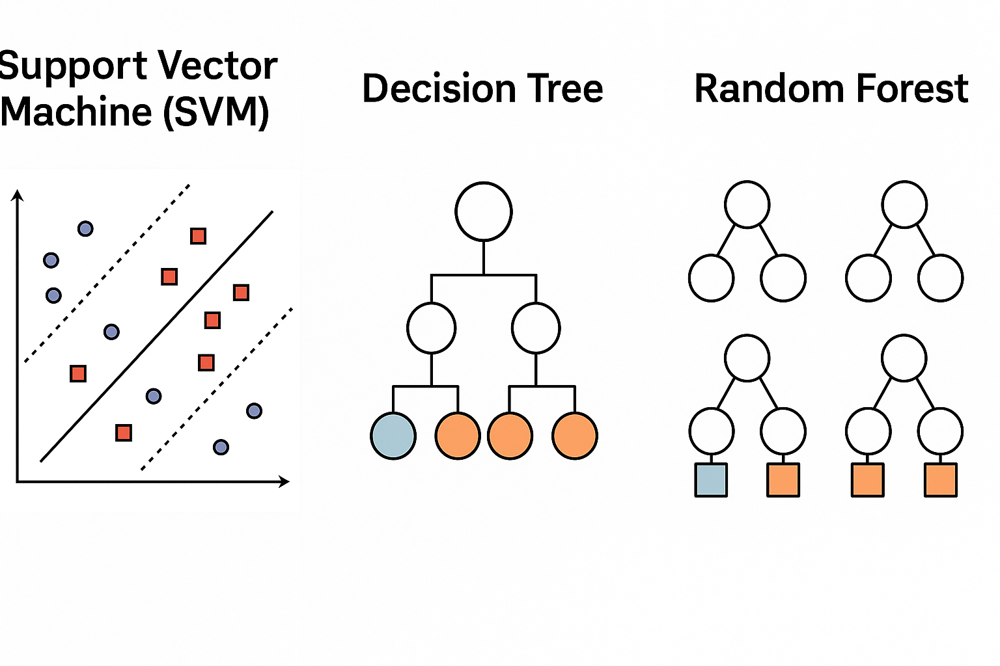 Support Vector
Machine (SVM)
Decision Tree
Random Forest